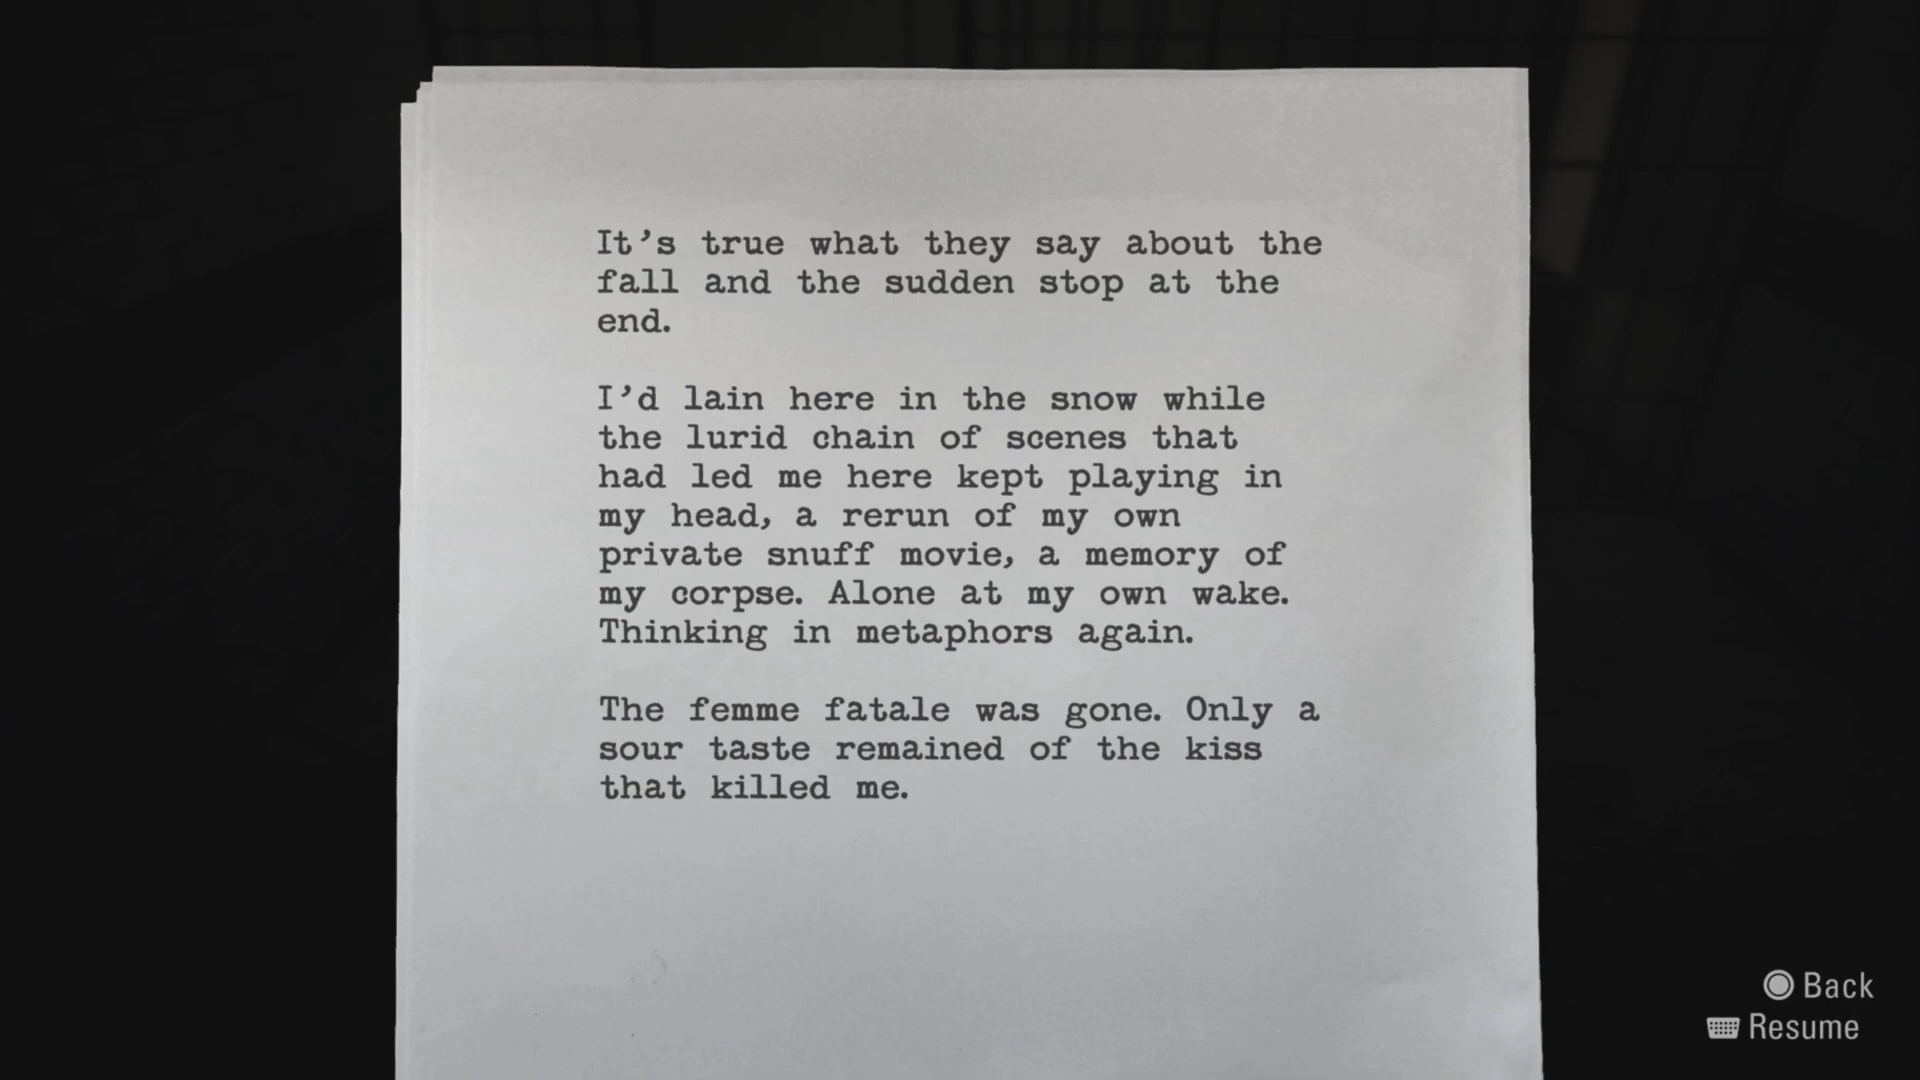 It’s true what they say about the
fall and the sudden stop at the
end.
I’d lain here in the snow while
the lurid chain of scenes that
had led me here kept playing in
my head, a rerun of my own
private snuff movie, a memory of
my corpse. Alone at my own wake.
Thinking in metaphors again.
The femme fatale was gone. Only a
sour taste remained of the kiss
that killed me.
Back
Resume